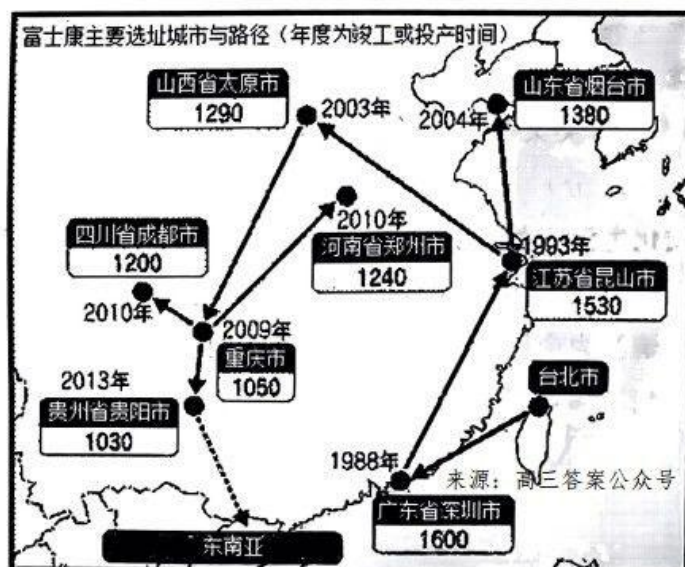 富士康主要选址城市与路径（年度为竣工或投产时间）
山西省太原市
1290
2003年
山东省烟台市
1380
2004年
2010年
河南省郑州市
1240
四川省成都市
1200
2010年
1993年
江苏省昆山市
1530
2009年
重庆市
1050
台北市
2013年
贵州省贵阳市
1030
1988年
来源：高三答案公众号
广东省深圳市
1600
东南亚